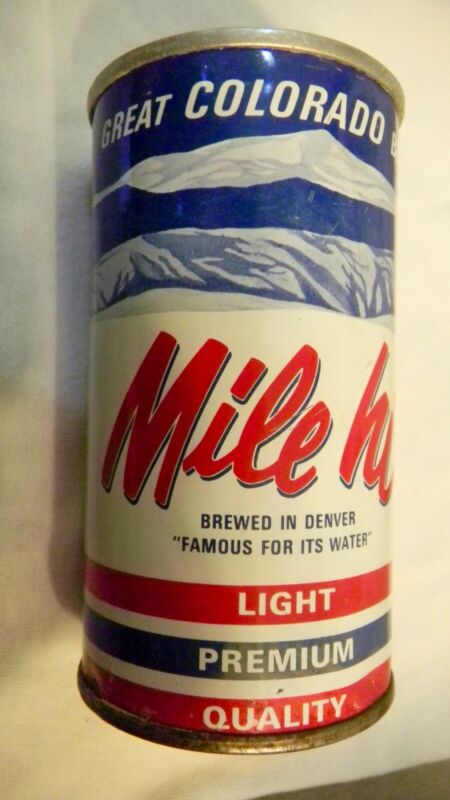 GREAT COLORADO
Mile
BREWED IN DENVER
"FAMOUS FOR ITS WATER"
LIGHT
PREMIUM
QUALITY